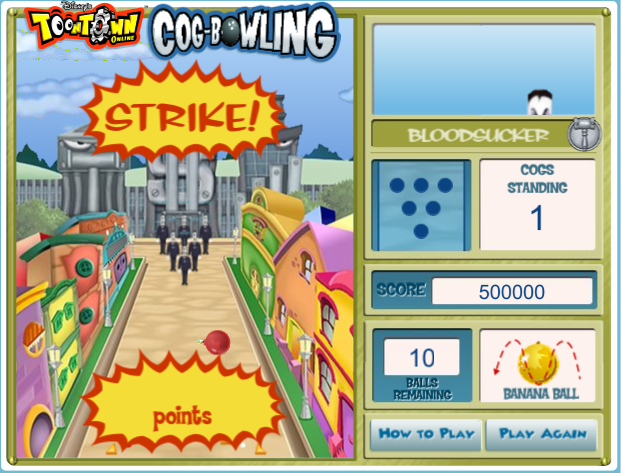 Disney's
TOONTOWN
ONLINE
COG-BOWLING
STRIKE!
BLOODSUCKER
COGS
STANDING
1
SCORE 500000
10
BALLS
REMAINING
BANANA BALL
points
HOW TO PLAY
PLAY AGAIN